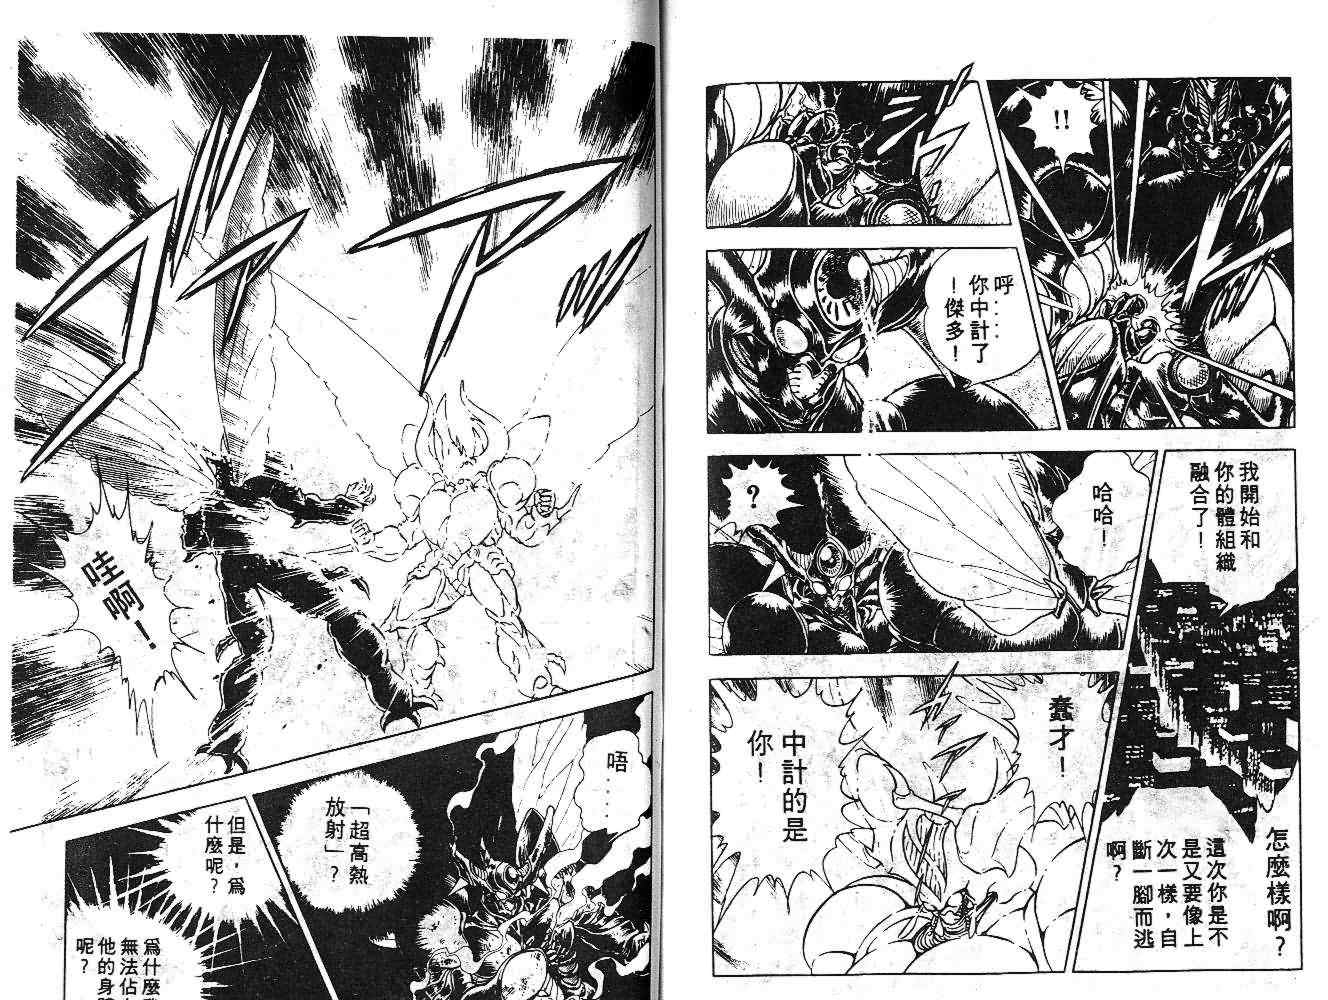 !!
呼……
你中計了
!傑多!
我開始和
你的體組織
融合了!
哈
哈!
?
怎麼樣啊?
這次你是不
是又要像上
次一樣,自
斷一腳而逃
啊?
蠢才!
中計的是
你!
グァ
哇啊!
唔……
「超高熱
放射」?
但是,為
什麼呢?
為什麼
無法佔
他的身
呢?